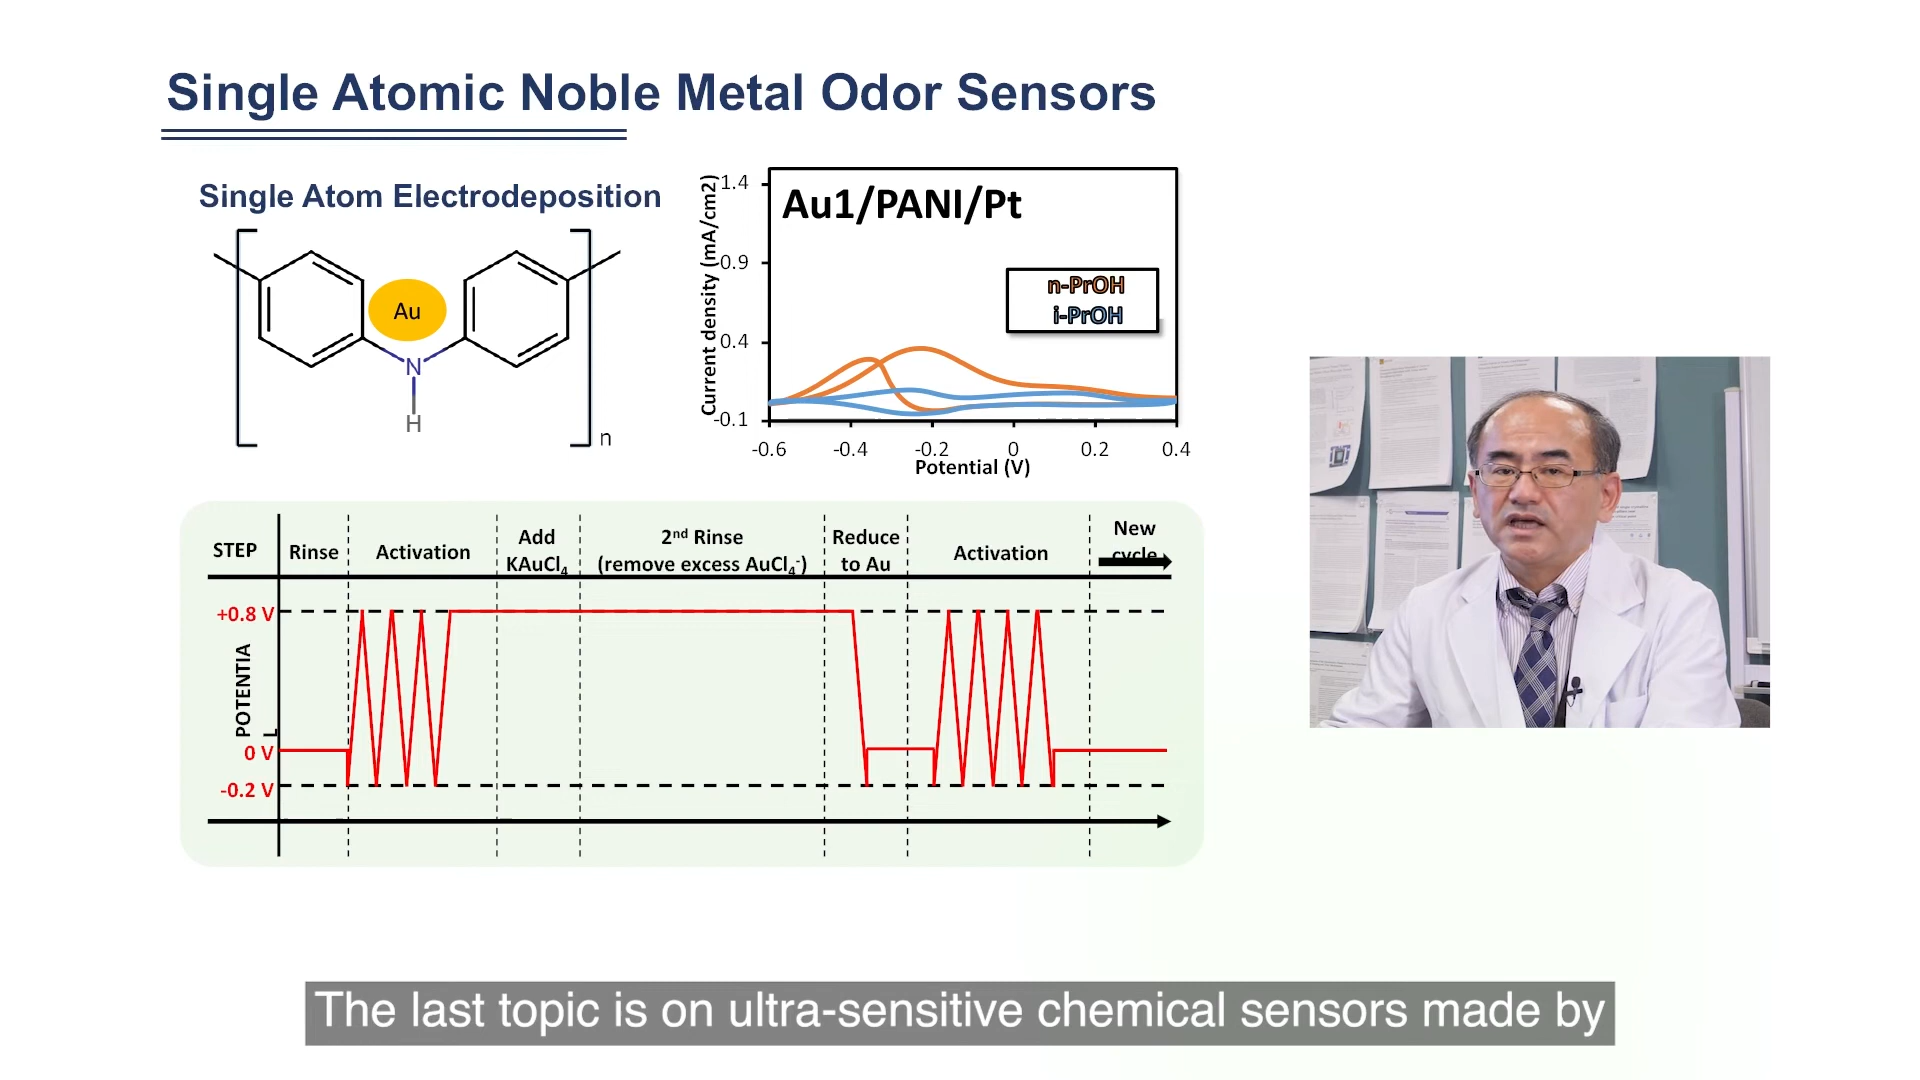 Single Atomic Noble Metal Odor Sensors
Single Atom Electrodeposition
Au
N
H
n
Au1/PANI/Pt
n-PrOH
i-PrOH
Current density (mA/cm2)
1.4
0.9
0.4
-0.1
-0.6 -0.4 -0.2 0 0.2 0.4
Potential (V)
STEP
Rinse
Activation
Add
KAuCl4
2nd Rinse
(remove excess AuCl4-)
Reduce
to Au
Activation
New
cycle
+0.8 V
POTENTIA
L
0 V
-0.2 V
The last topic is on ultra-sensitive chemical sensors made by